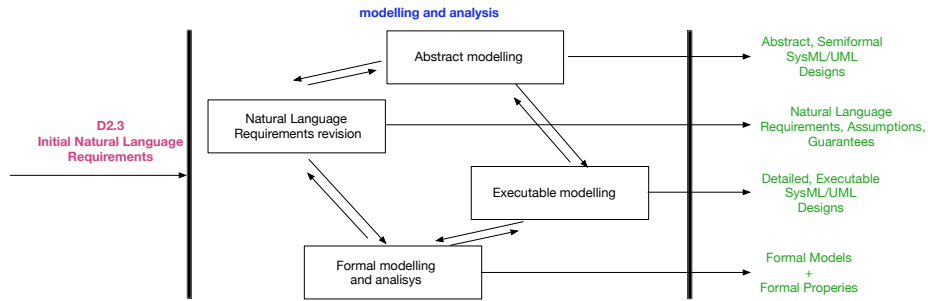 modelling and analysis
Abstract modelling
Abstract, Semiformal
SysML/UML
Designs
D2.3
Initial Natural Language
Requirements
Natural Language
Requirements revision
Natural Language
Requirements, Assumptions,
Guarantees
Executable modelling
Detailed, Executable
SysML/UML
Designs
Formal modelling
and analisys
Formal Models
+
Formal Properies